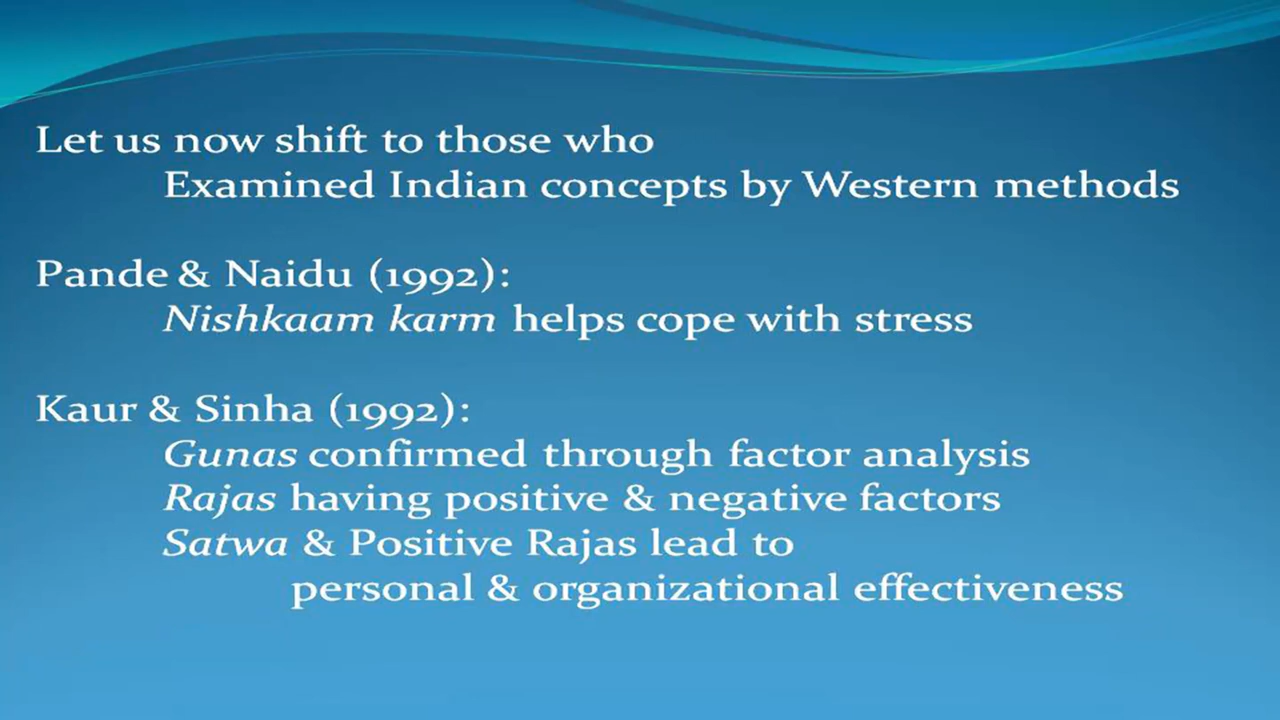 Let us now shift to those who
Examined Indian concepts by Western methods
Pande & Naidu (1992):
Nishkaam karm helps cope with stress
Kaur & Sinha (1992):
Gunas confirmed through factor analysis
Rajas having positive & negative factors
Satwa & Positive Rajas lead to
personal & organizational effectiveness